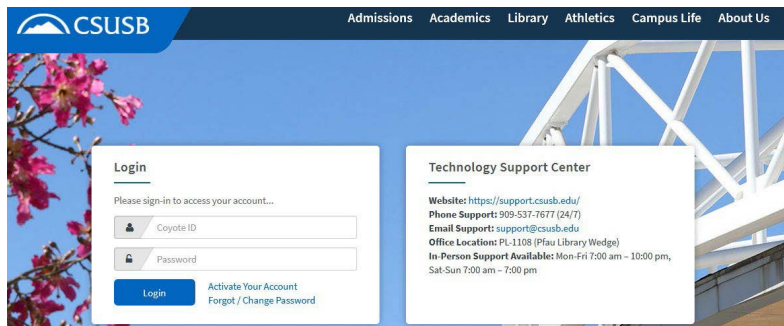 CSUSB
Admissions Academics Library Athletics Campus Life About Us
Login
Please sign-in to access your account...
Coyote ID
Password
Login
Activate Your Account
Forgot / Change Password
Technology Support Center
Website: https://support.csusb.edu/
Phone Support: 909-537-7677 (24/7)
Email Support: support@csusb.edu
Office Location: PL-1108 (Pfau Library Wedge)
In-Person Support Available: Mon-Fri 7:00 am – 10:00 pm,
Sat-Sun 7:00 am – 7:00 pm